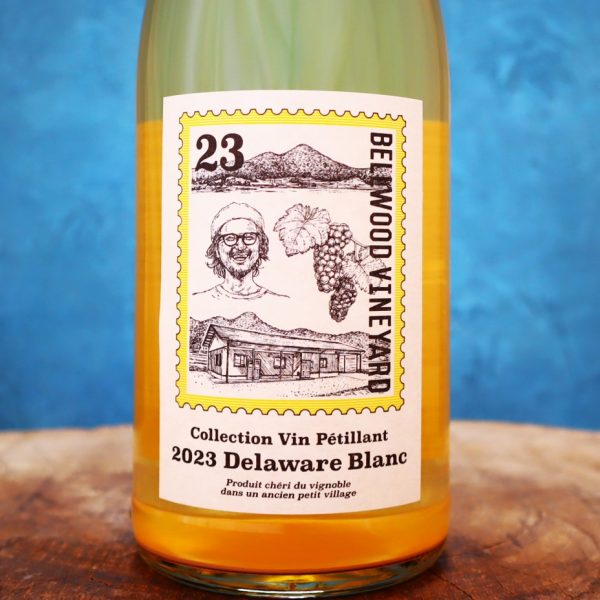 23
BELLWOOD VINEYARD
Collection Vin Pétillant
2023 Delaware Blanc
Produit chéri du vignoble
dans un ancien petit village